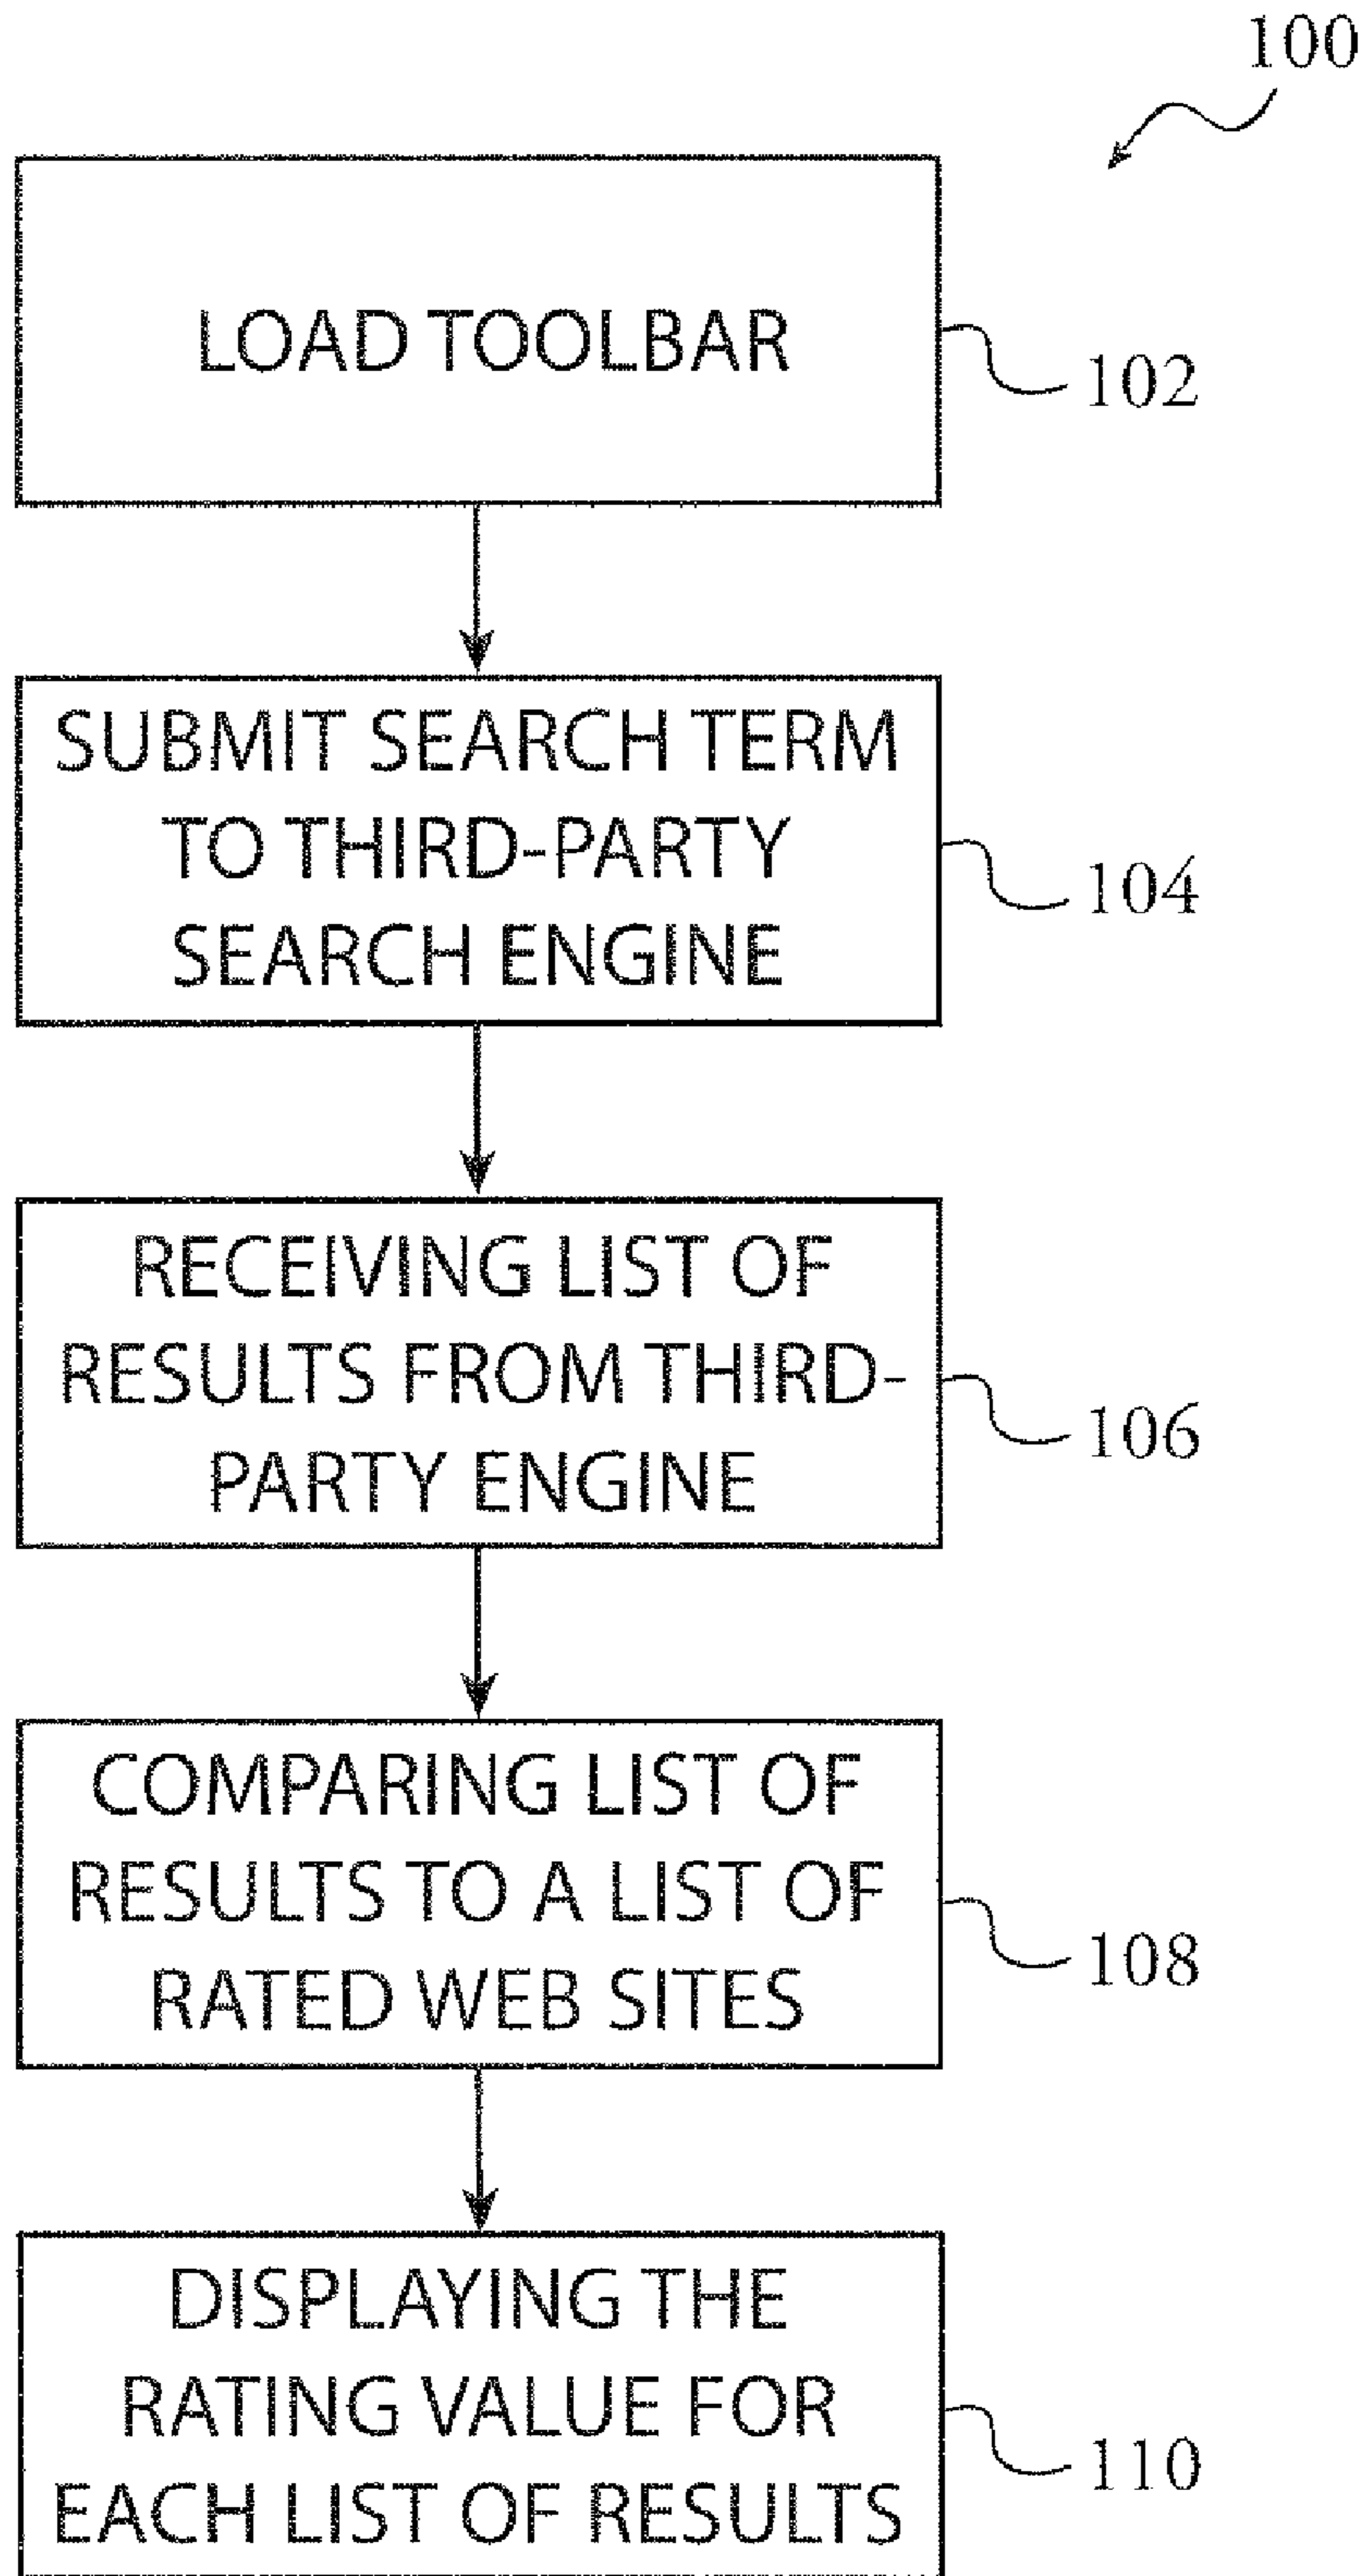 100
LOAD TOOLBAR
102
SUBMIT SEARCH TERM
TO THIRD-PARTY
SEARCH ENGINE
104
RECEIVING LIST OF
RESULTS FROM THIRD-
PARTY ENGINE
106
COMPARING LIST OF
RESULTS TO A LIST OF
RATED WEB SITES
108
DISPLAYING THE
RATING VALUE FOR
EACH LIST OF RESULTS
110